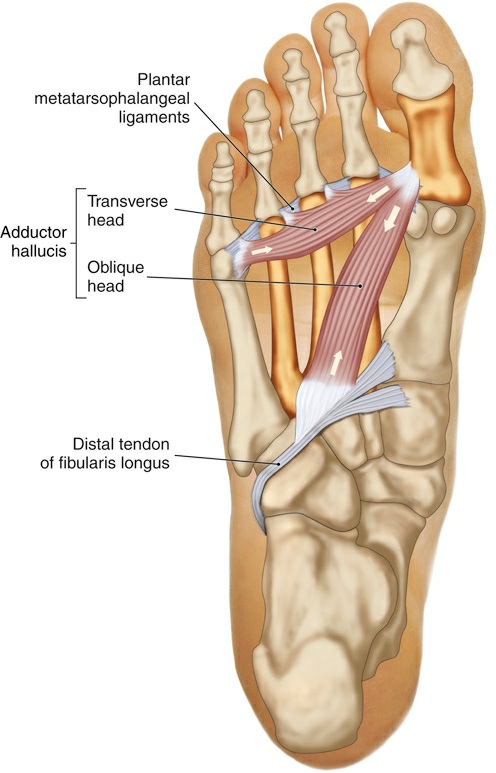 Plantar
metatarsophalangeal
ligaments
Adductor
hallucis
Transverse
head
Oblique
head
Distal tendon
of fibularis longus